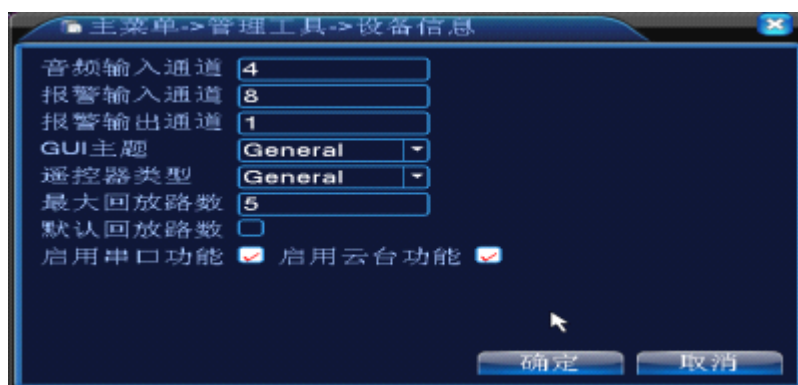 主菜单->管理工具->设备信息
音频输入通道 4
报警输入通道 8
报警输出通道 1
GUI主题 General
遥控器类型 General
最大回放路数 5
默认回放路数
启用串口功能 启用云台功能
确定 取消